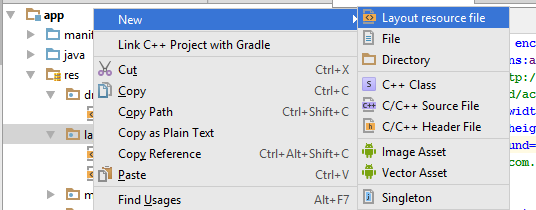 app
manif
java
res
dr
la
m
New
Link C++ Project with Gradle
Cut Ctrl+X
Copy Ctrl+C
Copy Path Ctrl+Shift+C
Copy as Plain Text
Copy Reference Ctrl+Alt+Shift+C
Paste Ctrl+V
Find Usages Alt+F7
Layout resource file
File
Directory
C++ Class
C/C++ Source File
C/C++ Header File
Image Asset
Vector Asset
Singleton
enc
ns:a
tp:/
d/ac
widt
heig
ound=
com.